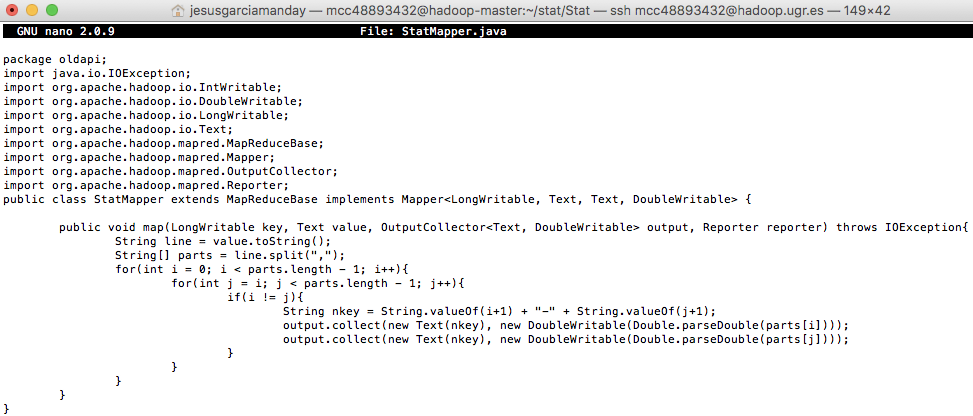 jesusgarciamanday — mcc48893432@hadoop-master:~/stat/Stat — ssh mcc48893432@hadoop.ugr.es — 149×42
GNU nano 2.0.9 File: StatMapper.java
package oldapi;
import java.io.IOException;
import org.apache.hadoop.io.IntWritable;
import org.apache.hadoop.io.DoubleWritable;
import org.apache.hadoop.io.LongWritable;
import org.apache.hadoop.io.Text;
import org.apache.hadoop.mapred.MapReduceBase;
import org.apache.hadoop.mapred.Mapper;
import org.apache.hadoop.mapred.OutputCollector;
import org.apache.hadoop.mapred.Reporter;
public class StatMapper extends MapReduceBase implements Mapper<LongWritable, Text, Text, DoubleWritable> {
public void map(LongWritable key, Text value, OutputCollector<Text, DoubleWritable> output, Reporter reporter) throws IOException{
String line = value.toString();
String[] parts = line.split(",");
for(int i = 0; i < parts.length - 1; i++){
for(int j = i; j < parts.length - 1; j++){
if(i != j){
String nkey = String.valueOf(i+1) + "-" + String.valueOf(j+1);
output.collect(new Text(nkey), new DoubleWritable(Double.parseDouble(parts[i])));
output.collect(new Text(nkey), new DoubleWritable(Double.parseDouble(parts[j])));
}
}
}
}
}